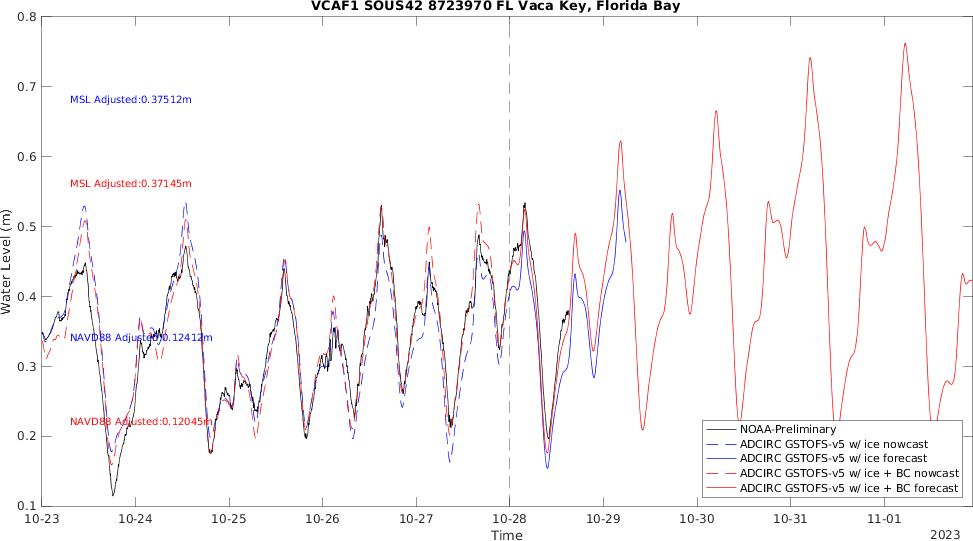 VCAF1 SOUS42 8723970 FL Vaca Key, Florida Bay
0.8
0.7
0.6
0.5
0.4
0.3
0.2
0.1
Water Level (m)
MSL Adjusted:0.37512m
MSL Adjusted:0.37145m
NAVD88 Adjusted:0.12412m
NAVD88 Adjusted:0.12045m
NOAA-Preliminary
ADCIRC GSTOFS-v5 w/ ice nowcast
ADCIRC GSTOFS-v5 w/ ice forecast
ADCIRC GSTOFS-v5 w/ ice + BC nowcast
ADCIRC GSTOFS-v5 w/ ice + BC forecast
10-23 10-24 10-25 10-26 10-27 10-28 10-29 10-30 10-31 11-01
Time
2023